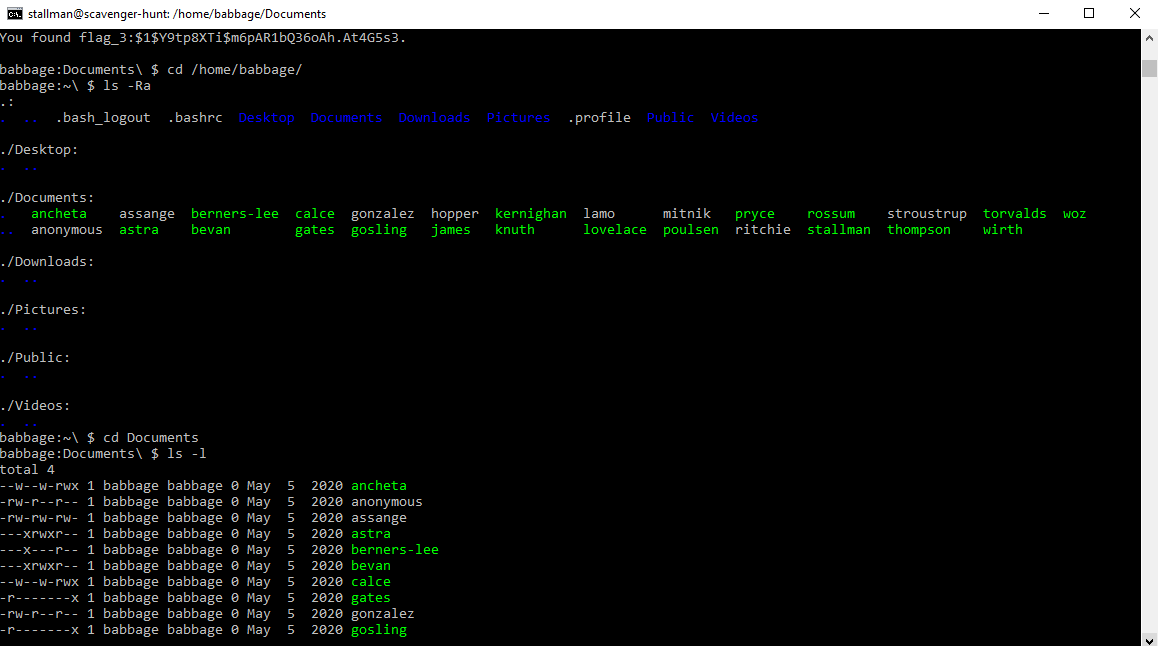 stallman@scavenger-hunt: /home/babbage/Documents
You found flag_3:$1$Y9tp8XTi$m6pAR1bQ36oAh.At4G5s3.
babbage:Documents\ $ cd /home/babbage/
babbage:~\ $ ls -Ra
.:
. .. .bash_logout .bashrc Desktop Documents Downloads Pictures .profile Public Videos
./Desktop:
. ..
./Documents:
. ancheta assange berners-lee calce gonzalez hopper kernighan lamo mitnik pryce rossum stroustrup torvalds woz
.. anonymous astra bevan gates gosling james knuth lovelace poulsen ritchie stallman thompson wirth
./Downloads:
. ..
./Pictures:
. ..
./Public:
. ..
./Videos:
. ..
babbage:~\ $ cd Documents
babbage:Documents\ $ ls -l
total 4
--w--w-rwx 1 babbage babbage 0 May 5 2020 ancheta
-rw-r--r-- 1 babbage babbage 0 May 5 2020 anonymous
-rw-rw-rw- 1 babbage babbage 0 May 5 2020 assange
---xrwxr-- 1 babbage babbage 0 May 5 2020 astra
---x---r-- 1 babbage babbage 0 May 5 2020 berners-lee
---xrwxr-- 1 babbage babbage 0 May 5 2020 bevan
--w--w-rwx 1 babbage babbage 0 May 5 2020 calce
-r-------x 1 babbage babbage 0 May 5 2020 gates
-rw-r--r-- 1 babbage babbage 0 May 5 2020 gonzalez
-r-------x 1 babbage babbage 0 May 5 2020 gosling